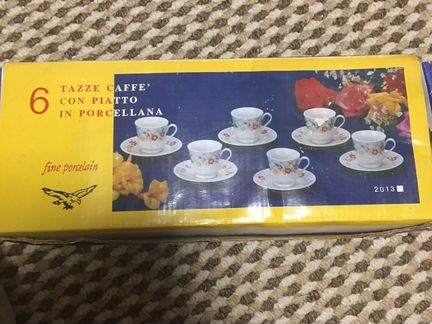 6
TAZZE CAFFE'
CON PIATTO
IN PORCELLANA
fine porcelain
2013